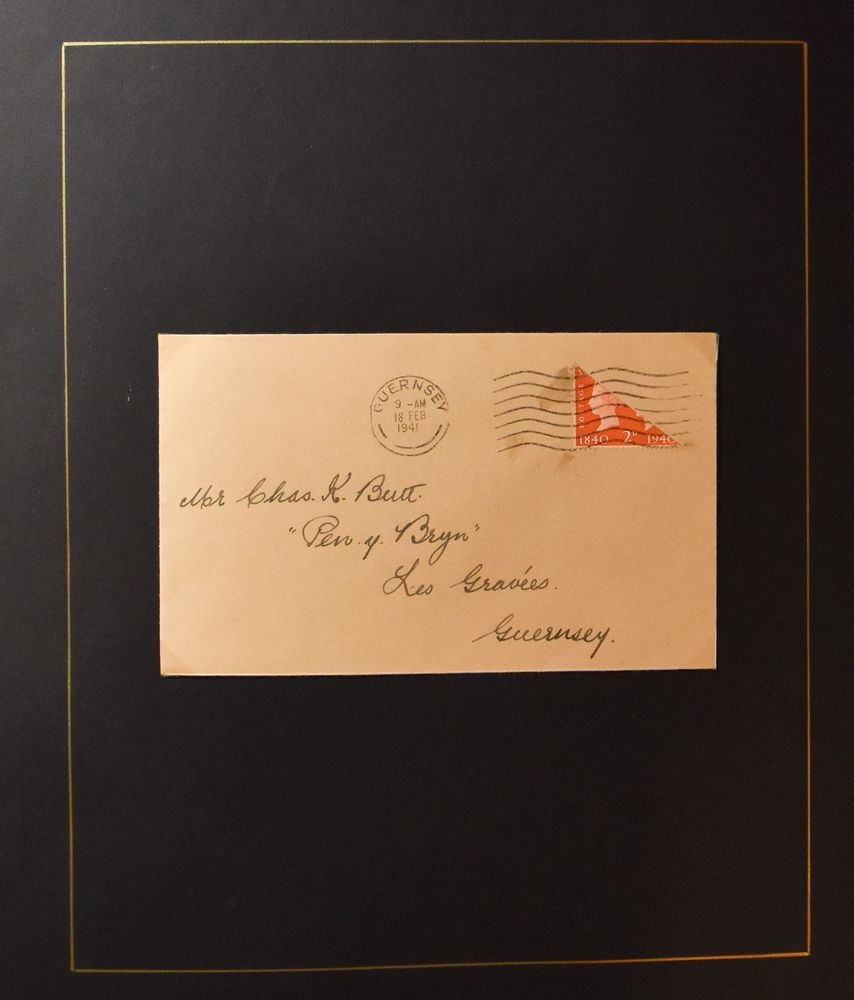 GUERNSEY
9 - AM
18 FEB
1941
1840 2D 1940
Mr Chas. K. Butt.
"Pen. y. Bryn"
Les Gravées.
Guernsey.